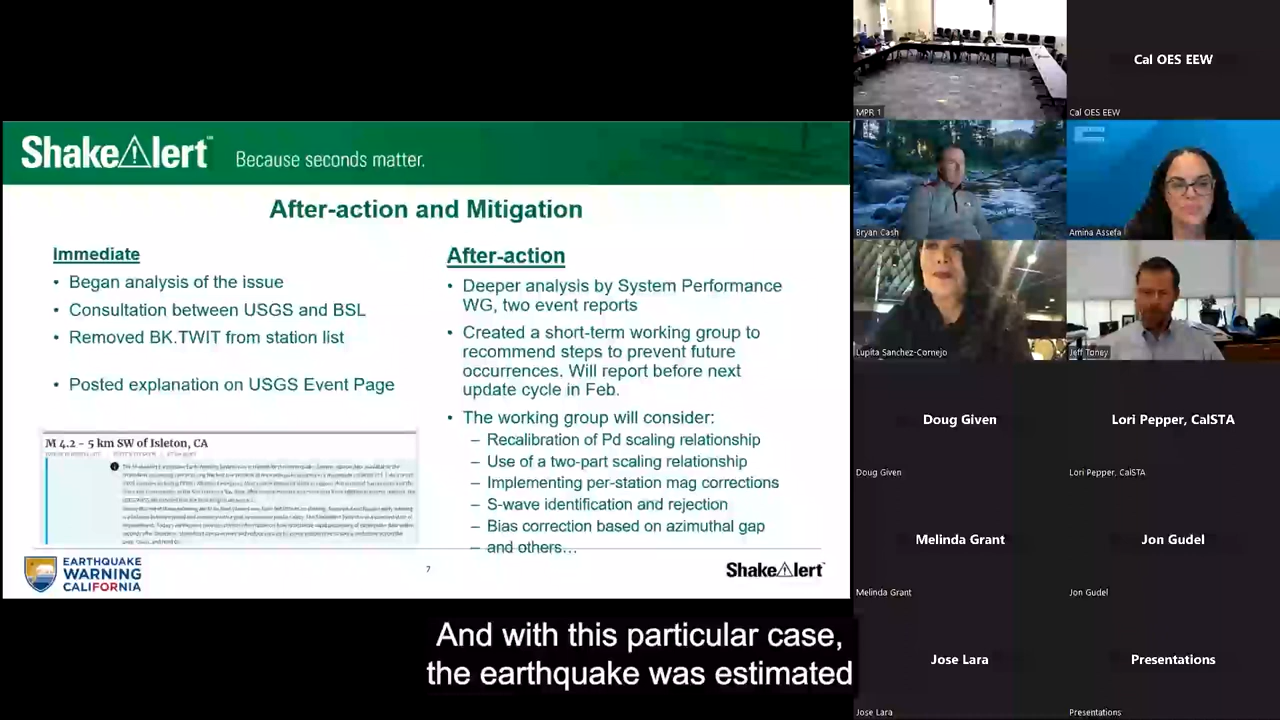 ShakeAlert™ Because seconds matter.
After-action and Mitigation
Immediate
• Began analysis of the issue
• Consultation between USGS and BSL
• Removed BK.TWIT from station list
• Posted explanation on USGS Event Page
M 4.2 – 5 km SW of Isleton, CA
After-action
• Deeper analysis by System Performance
WG, two event reports
• Created a short-term working group to
recommend steps to prevent future
occurrences. Will report before next
update cycle in Feb.
• The working group will consider:
– Recalibration of Pd scaling relationship
– Use of a two-part scaling relationship
– Implementing per-station mag corrections
– S-wave identification and rejection
– Bias correction based on azimuthal gap
– and others…
EARTHQUAKE
WARNING
CALIFORNIA
7
ShakeAlert
And with this particular case,
the earthquake was estimated
MPR 1
Cal OES EEW
Cal OES EEW
Bryan Cash
Amina Assefa
Lupita Sanchez-Cornejo
Jeff Toney
Doug Given
Doug Given
Lori Pepper, CalSTA
Lori Pepper, CalSTA
Melinda Grant
Melinda Grant
Jon Gudel
Jon Gudel
Jose Lara
Jose Lara
Presentations
Presentations